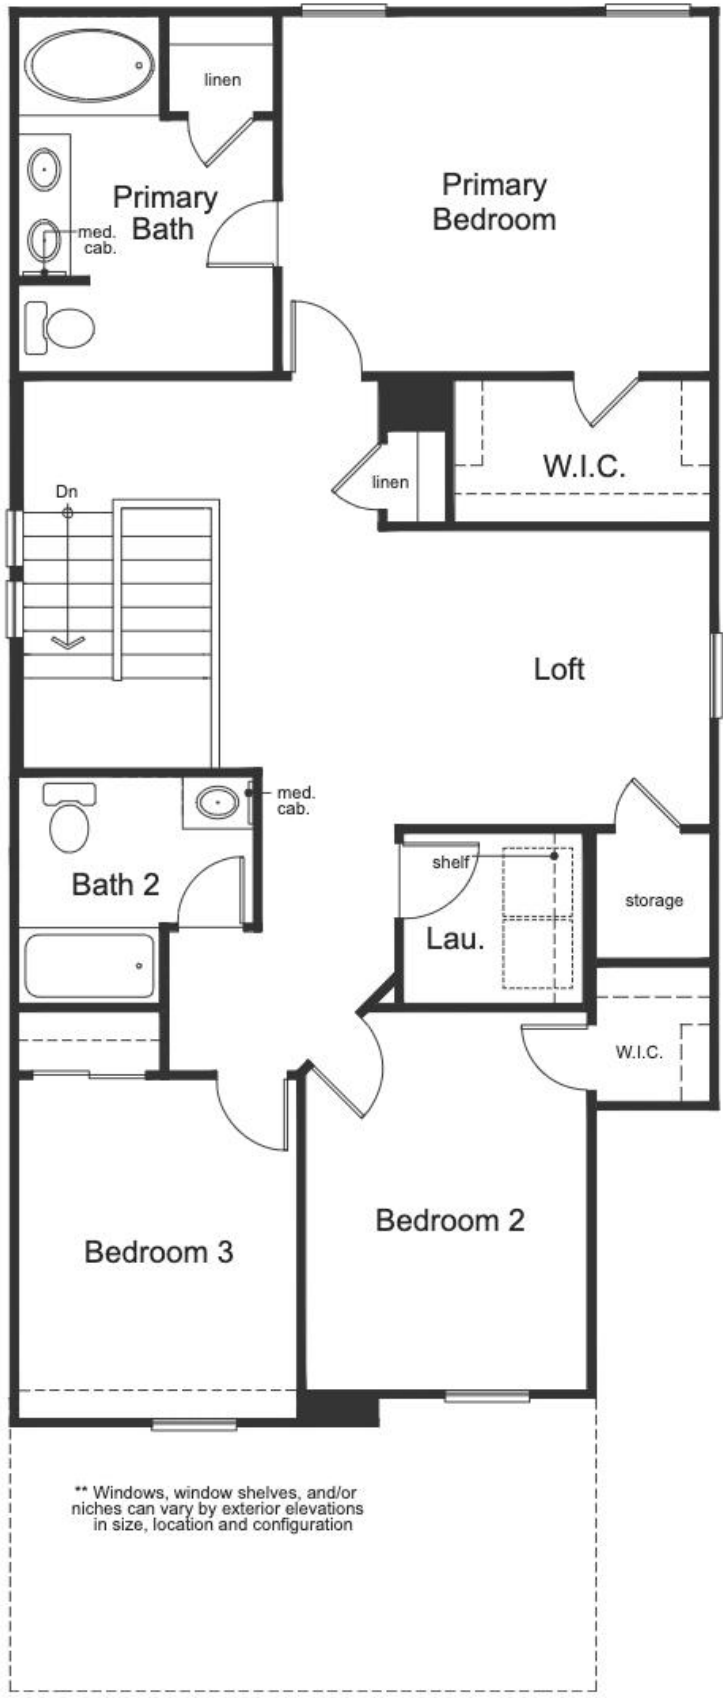 linen
Primary
Bath
med.
cab.
Primary
Bedroom
W.I.C.
linen
Dn
Loft
med.
cab.
Bath 2
shelf
Lau.
storage
W.I.C.
Bedroom 2
Bedroom 3
** Windows, window shelves, and/or
niches can vary by exterior elevations
in size, location and configuration